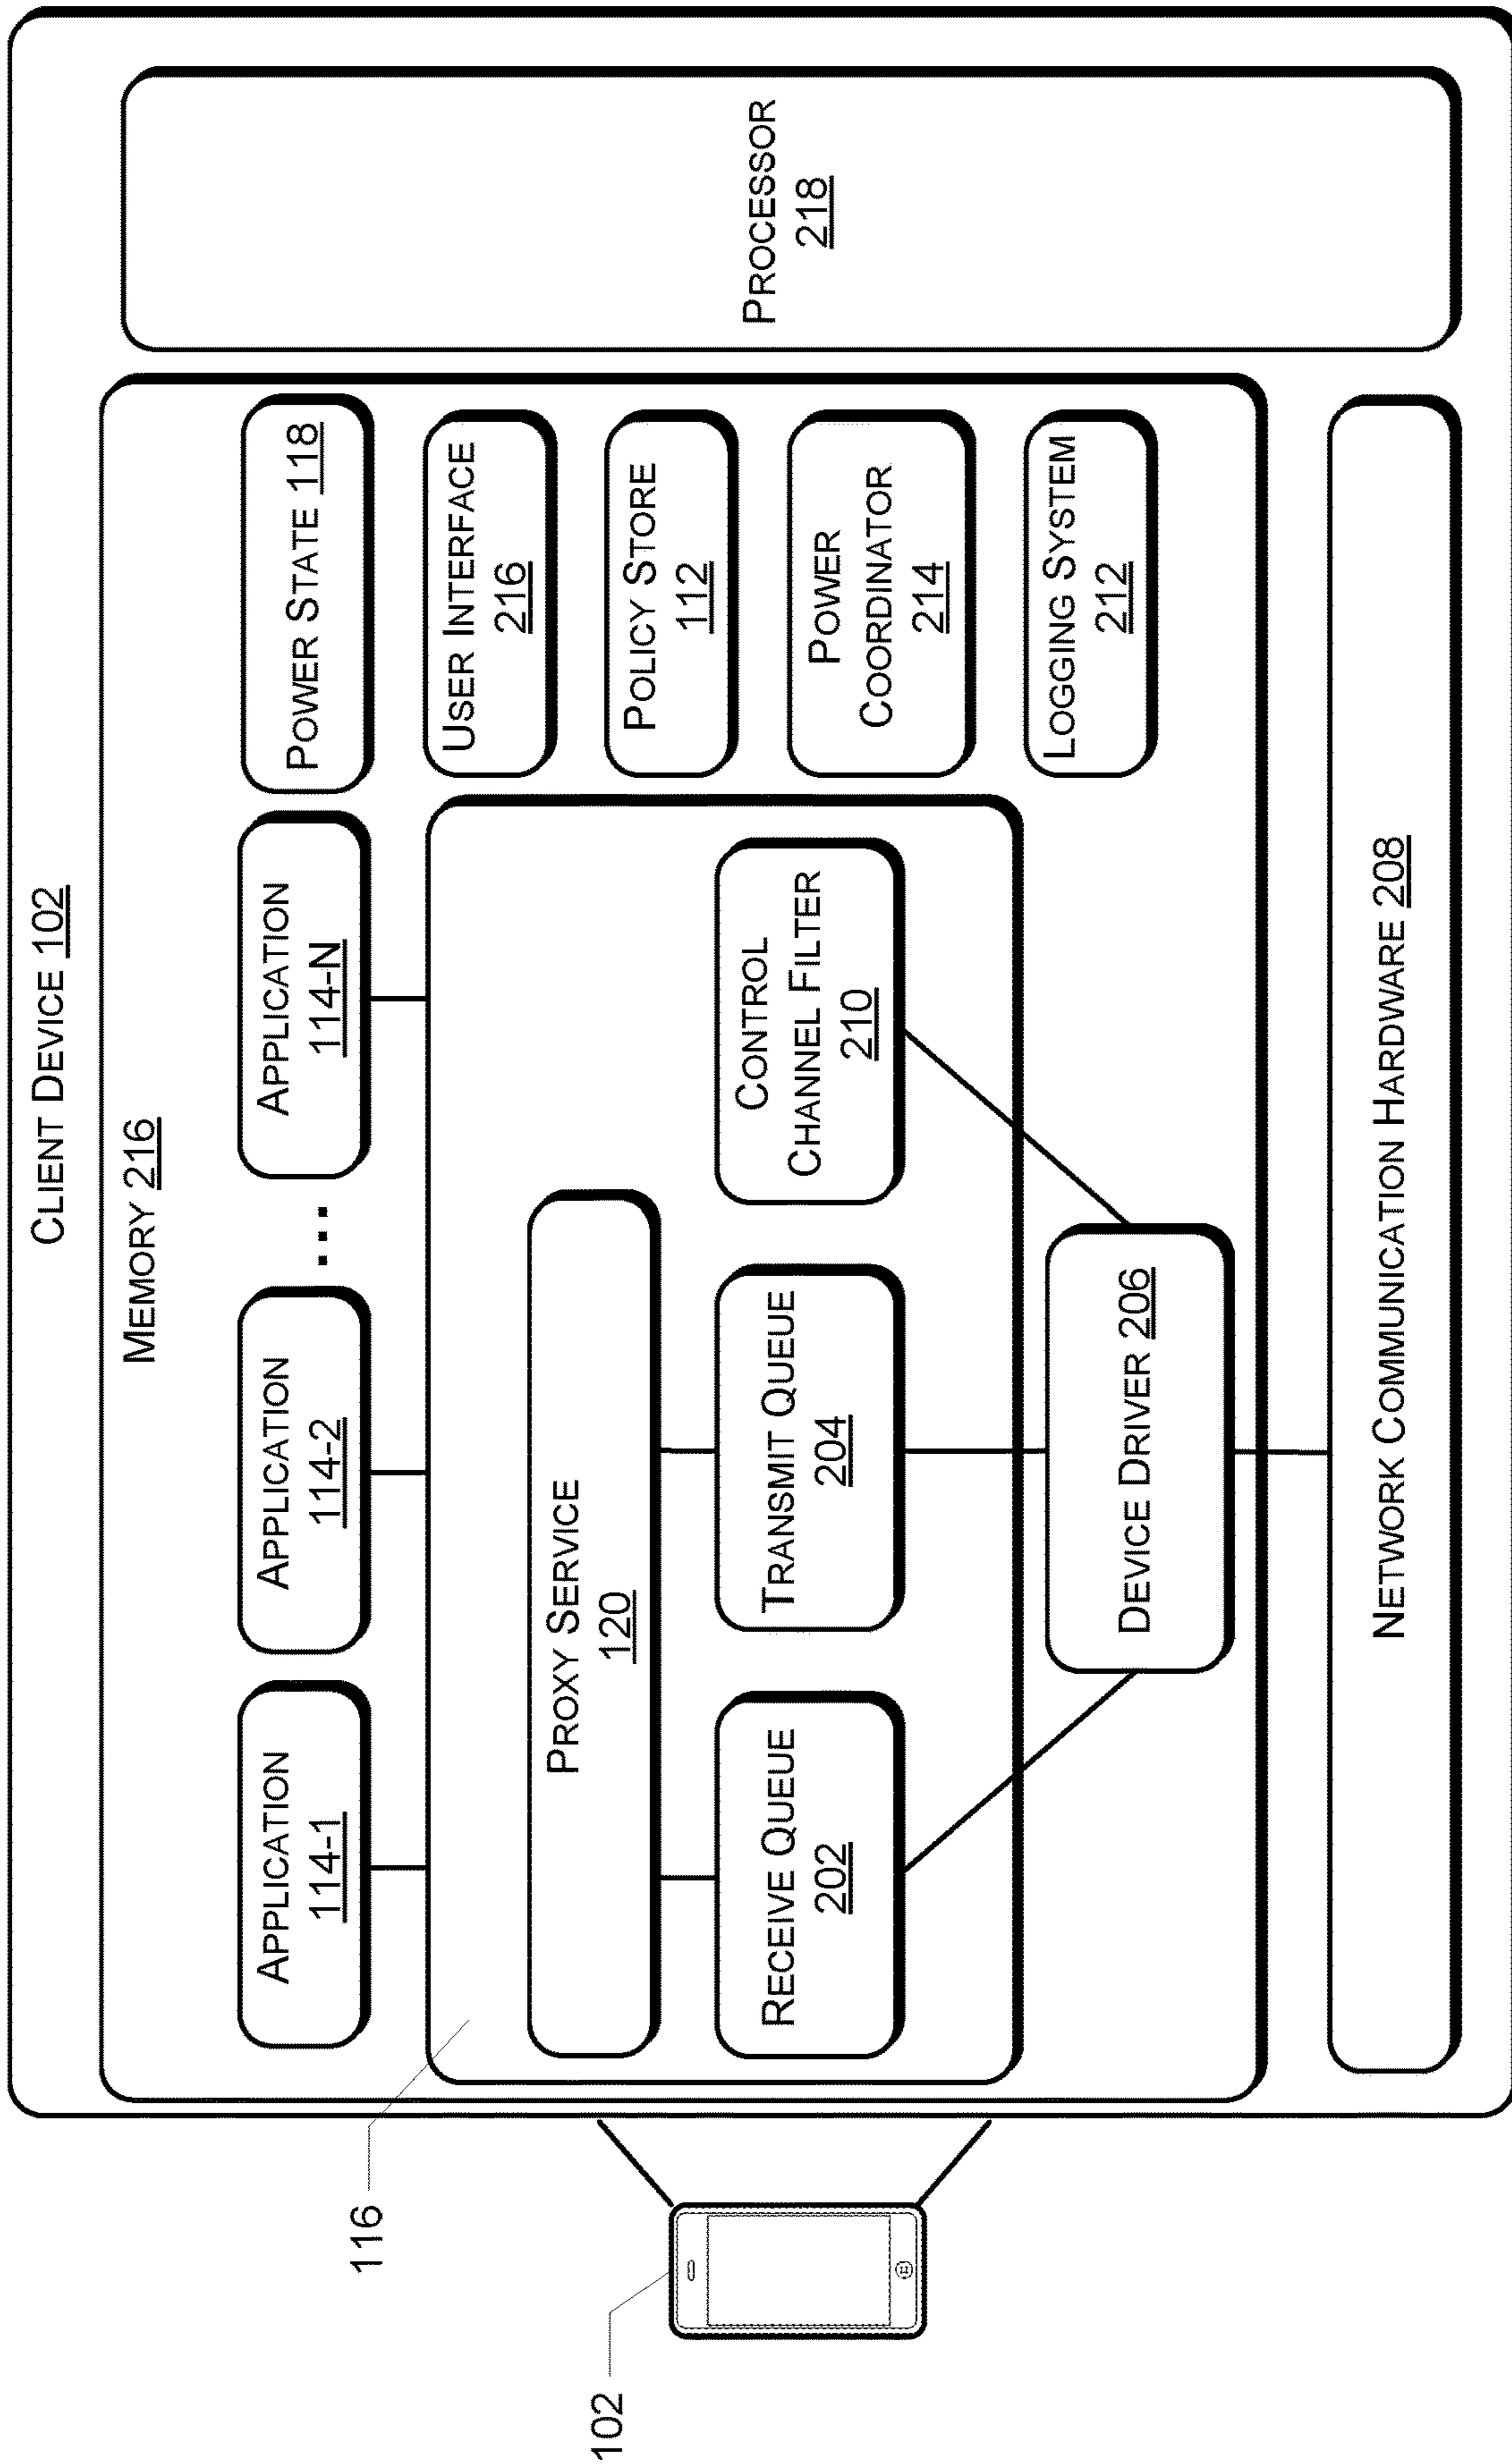 CLIENT DEVICE 102
MEMORY 216
APPLICATION
114-1
APPLICATION
114-2
...
APPLICATION
114-N
POWER STATE 118
USER INTERFACE
216
POLICY STORE
112
POWER
COORDINATOR
214
LOGGING SYSTEM
212
PROXY SERVICE
120
RECEIVE QUEUE
202
TRANSMIT QUEUE
204
CONTROL
CHANNEL FILTER
210
DEVICE DRIVER 206
NETWORK COMMUNICATION HARDWARE 208
PROCESSOR
218
116
102